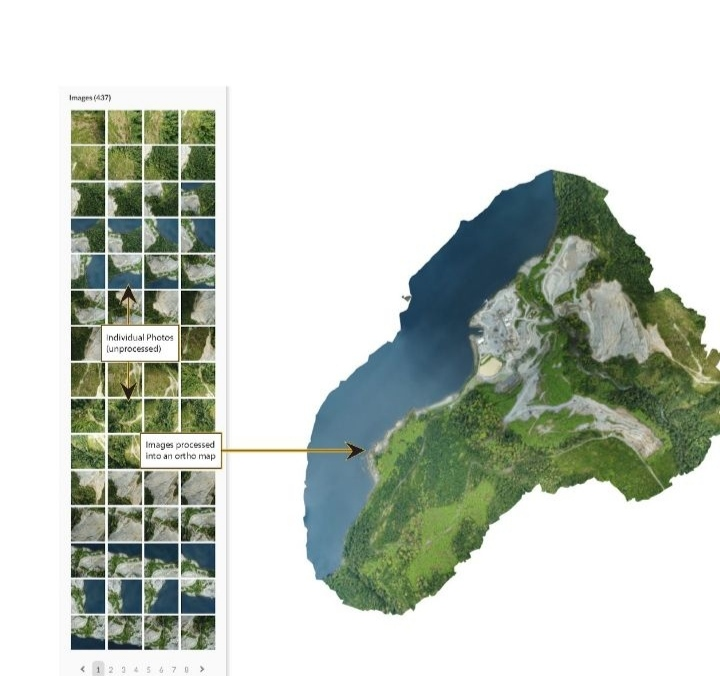 Images (437)
Individual Photos
(unprocessed)
Images processed
into an ortho map
< 1 2 3 4 5 6 7 8 >